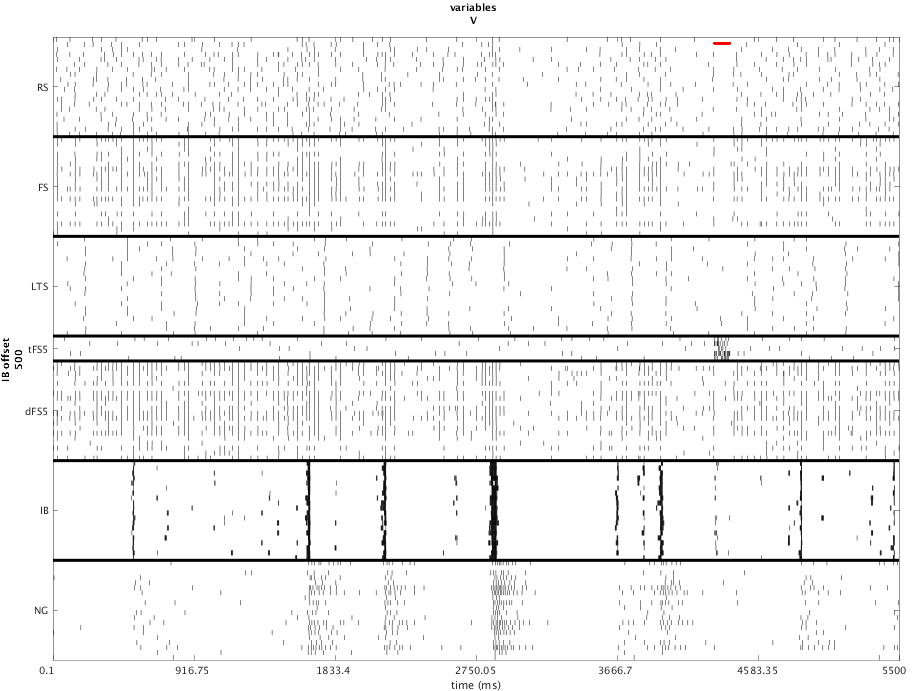 variables
V
RS
FS
LTS
tFS5
dFS5
IB
NG
IB offset
500
0.1 916.75 1833.4 2750.05 3666.7 4583.35 5500
time (ms)